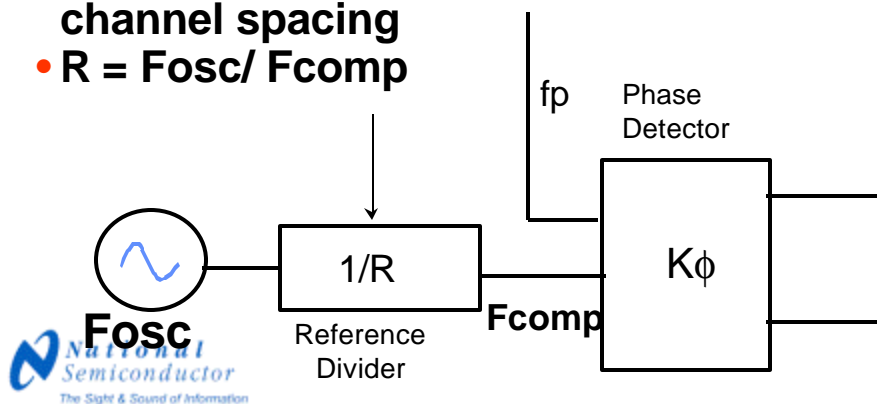 channel spacing
• R = Fosc/ Fcomp
fp
Phase
Detector
1/R
Kϕ
Fosc
Fcomp
Reference
Divider
National
Semiconductor
The Sight & Sound of Information